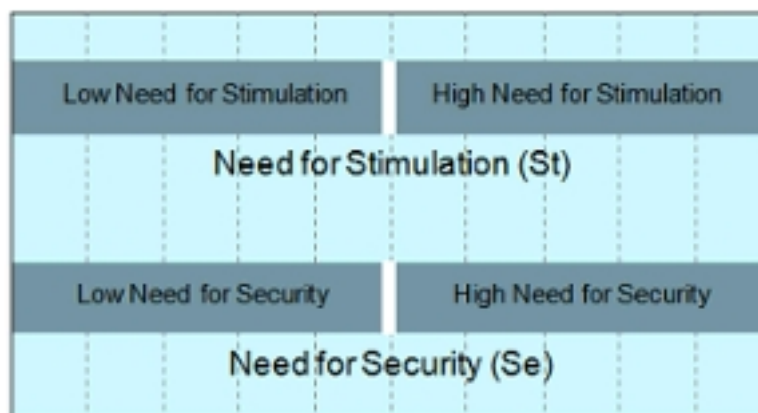 Low Need for Stimulation High Need for Stimulation
Need for Stimulation (St)
Low Need for Security High Need for Security
Need for Security (Se)